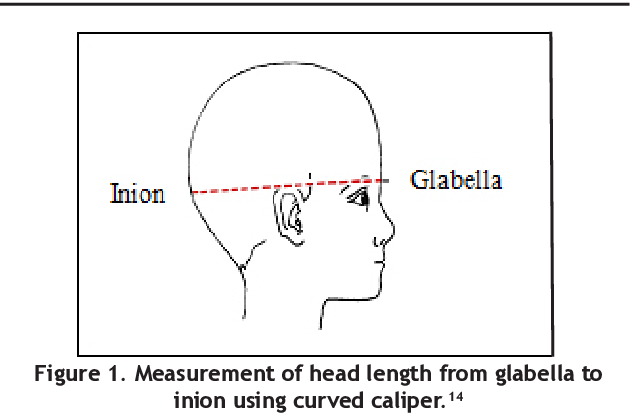 Inion
Glabella
Figure 1. Measurement of head length from glabella to
inion using curved caliper.¹⁴